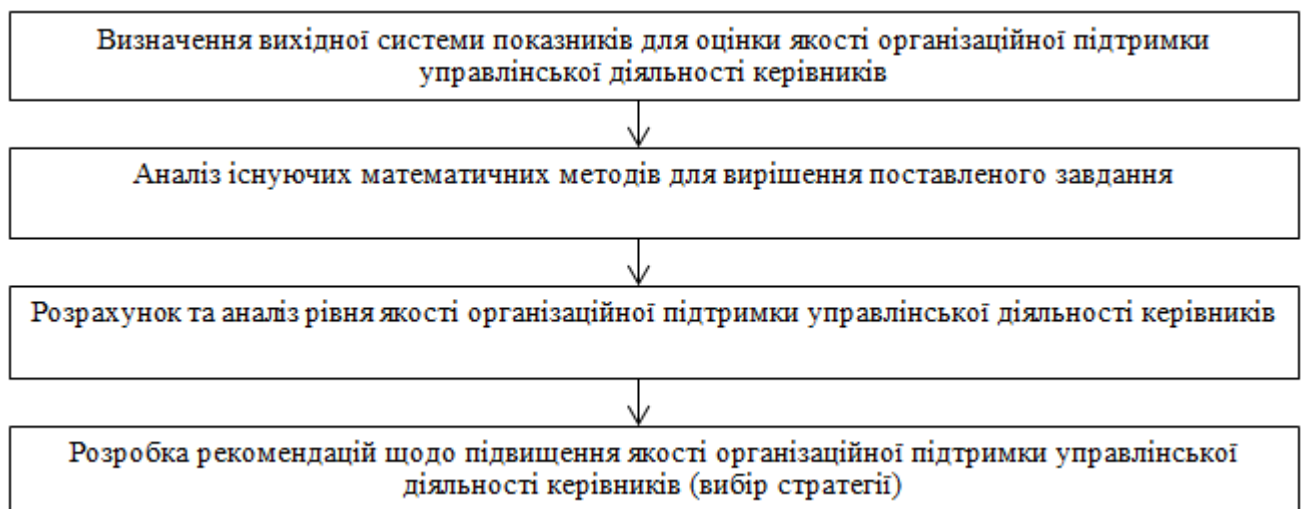 Визначення вихідної системи показників для оцінки якості організаційної підтримки
управлінської діяльності керівників
Аналіз існуючих математичних методів для вирішення поставленого завдання
Розрахунок та аналіз рівня якості організаційної підтримки управлінської діяльності керівників
Розробка рекомендацій щодо підвищення якості організаційної підтримки управлінської
діяльності керівників (вибір стратегії)